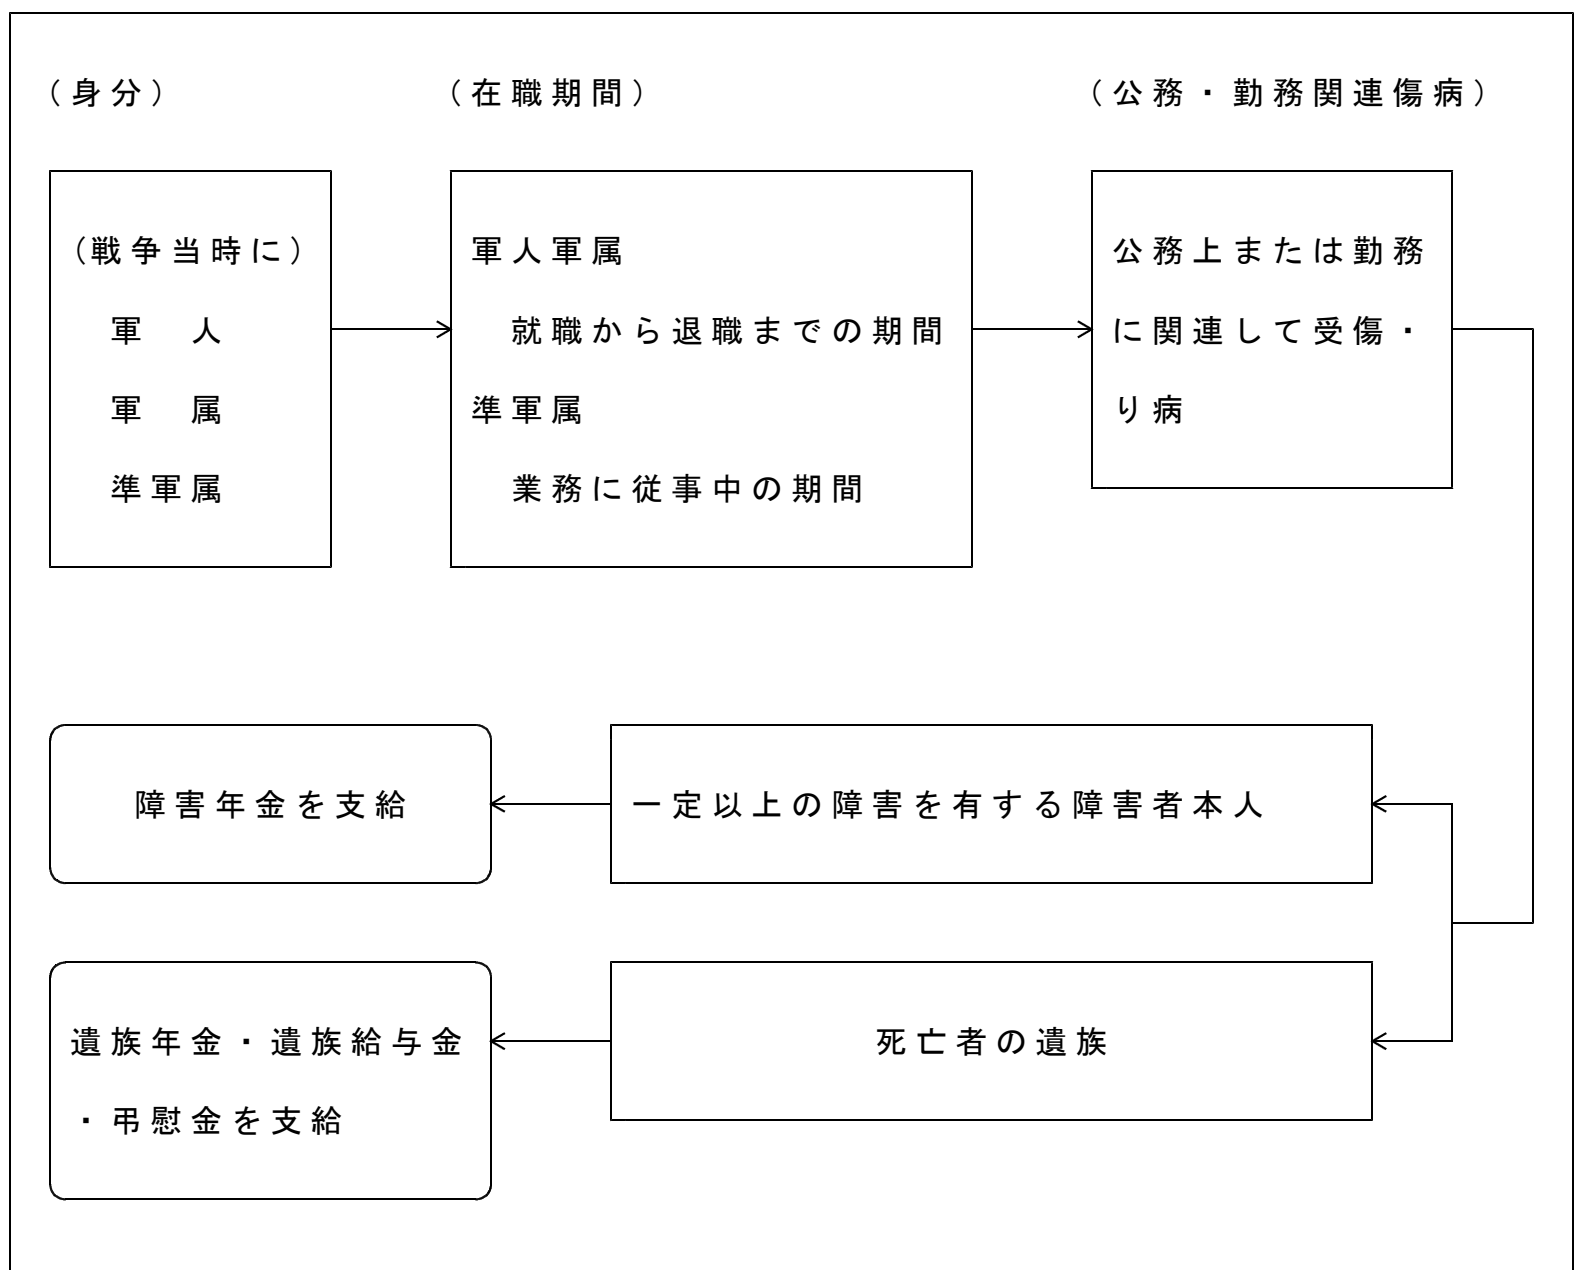 （身分）
（在職期間）
（公務・勤務関連傷病）
（戦争当時に）
軍　人
軍　属
準軍属
軍人軍属
就職から退職までの期間
準軍属
業務に従事中の期間
公務上または勤務
に関連して受傷・
り病
障害年金を支給
一定以上の障害を有する障害者本人
遺族年金・遺族給与金
・弔慰金を支給
死亡者の遺族